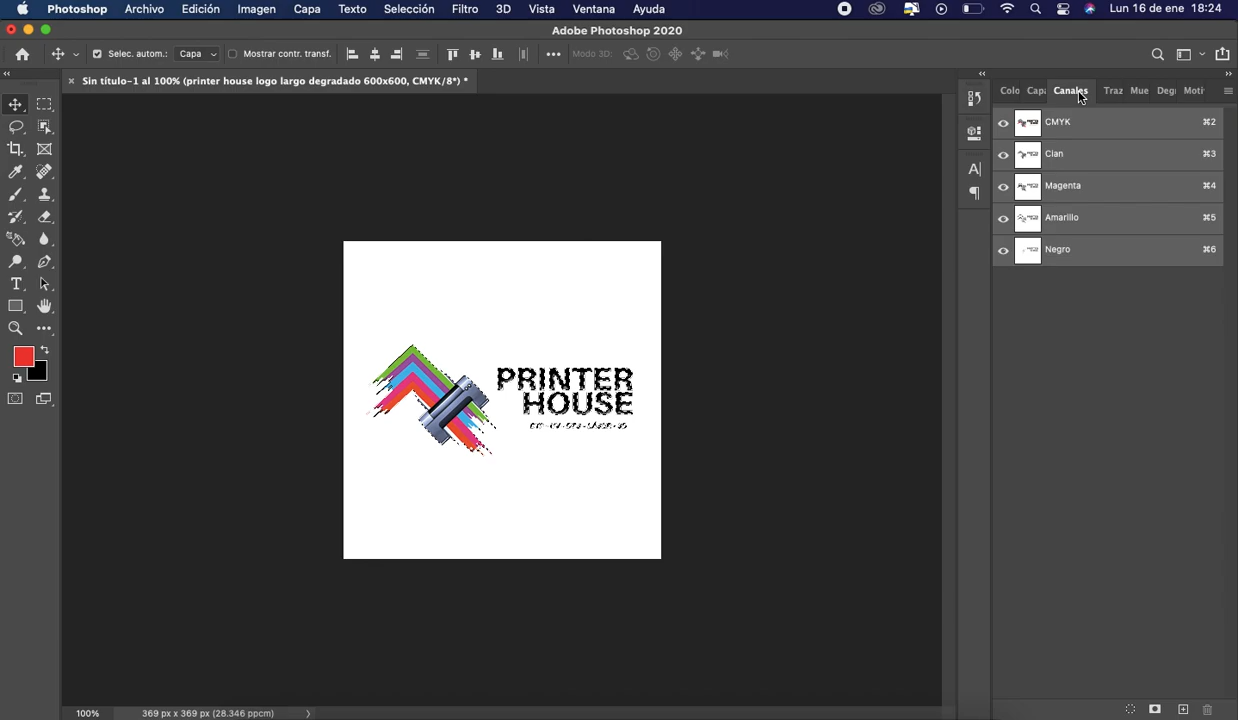 Photoshop Archivo Edición Imagen Capa Texto Selección Filtro 3D Vista Ventana Ayuda Lun 16 de ene 18:24
Adobe Photoshop 2020
Selec. autom.: Capa Mostrar contr. transf. Modo 3D:
Sin título-1 al 100% (printer house logo largo degradado 600x600, CMYK/8*) *
Colo Capa Canales Traz Mue Degr Moti
CMYK ⌘2
Cian ⌘3
Magenta ⌘4
Amarillo ⌘5
Negro ⌘6
PRINTER
HOUSE
100% 369 px x 369 px (28.346 ppcm)